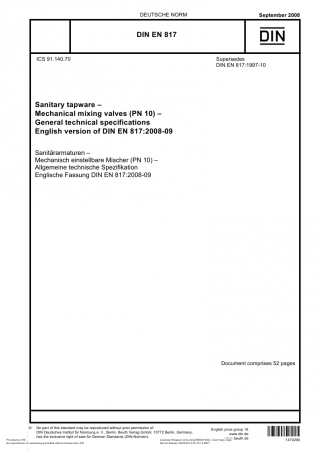 DEUTSCHE NORM
September 2008
DIN EN 817
DIN
ICS 91.140.70
Supersedes
DIN EN 817:1997-10
Sanitary tapware –
Mechanical mixing valves (PN 10) –
General technical specifications
English version of DIN EN 817:2008-09
Sanitärarmaturen –
Mechanisch einstellbare Mischer (PN 10) –
Allgemeine technische Spezifikation
Englische Fassung DIN EN 817:2008-09
Document comprises 52 pages
© No part of this standard may be reproduced without prior permission of
DIN Deutsches Institut für Normung e. V., Berlin. Beuth Verlag GmbH, 10772 Berlin, Germany,
has the exclusive right of sale for German Standards (DIN-Normen).
English price group 18
www.din.de
www.beuth.de